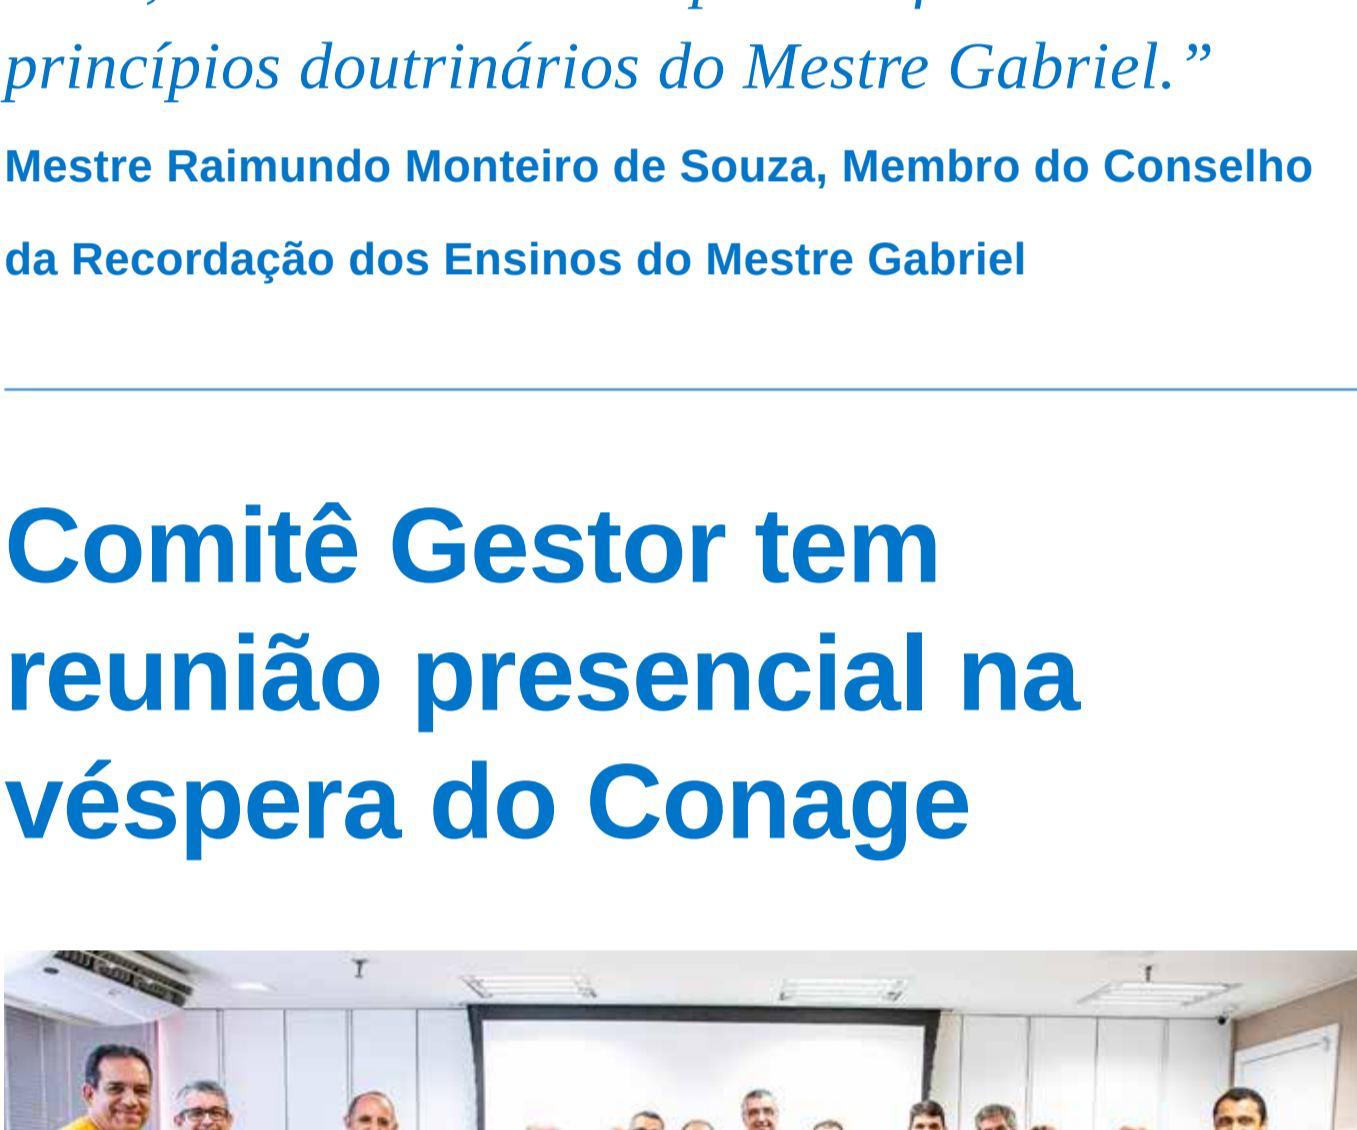 princípios doutrinários do Mestre Gabriel.”
Mestre Raimundo Monteiro de Souza, Membro do Conselho
da Recordação dos Ensinos do Mestre Gabriel
Comitê Gestor tem
reunião presencial na
véspera do Conage